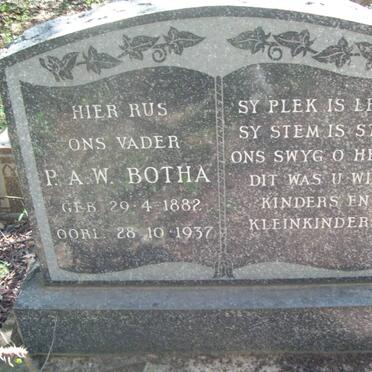 HIER RUS
ONS VADER
P.A.W. BOTHA
GEB. 29-4-1882
OORL. 28-10-1937
SY PLEK IS
SY STEM IS
ONS SWYG O
DIT WAS U
KINDERS EN
KLEINKINDER